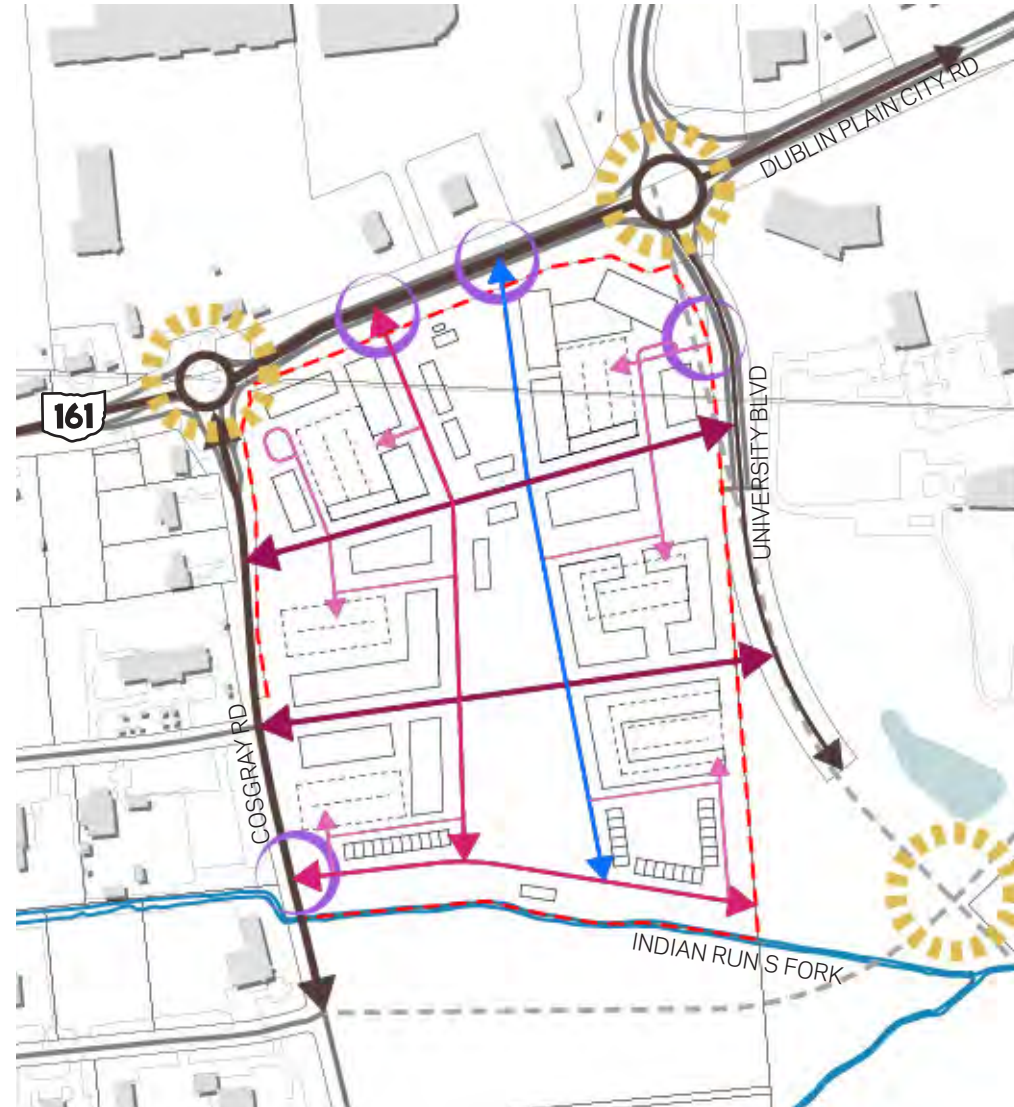 DUBLIN PLAIN CITY RD
161
UNIVERSITY BLVD
COSGRAY RD
INDIAN RUN S FORK